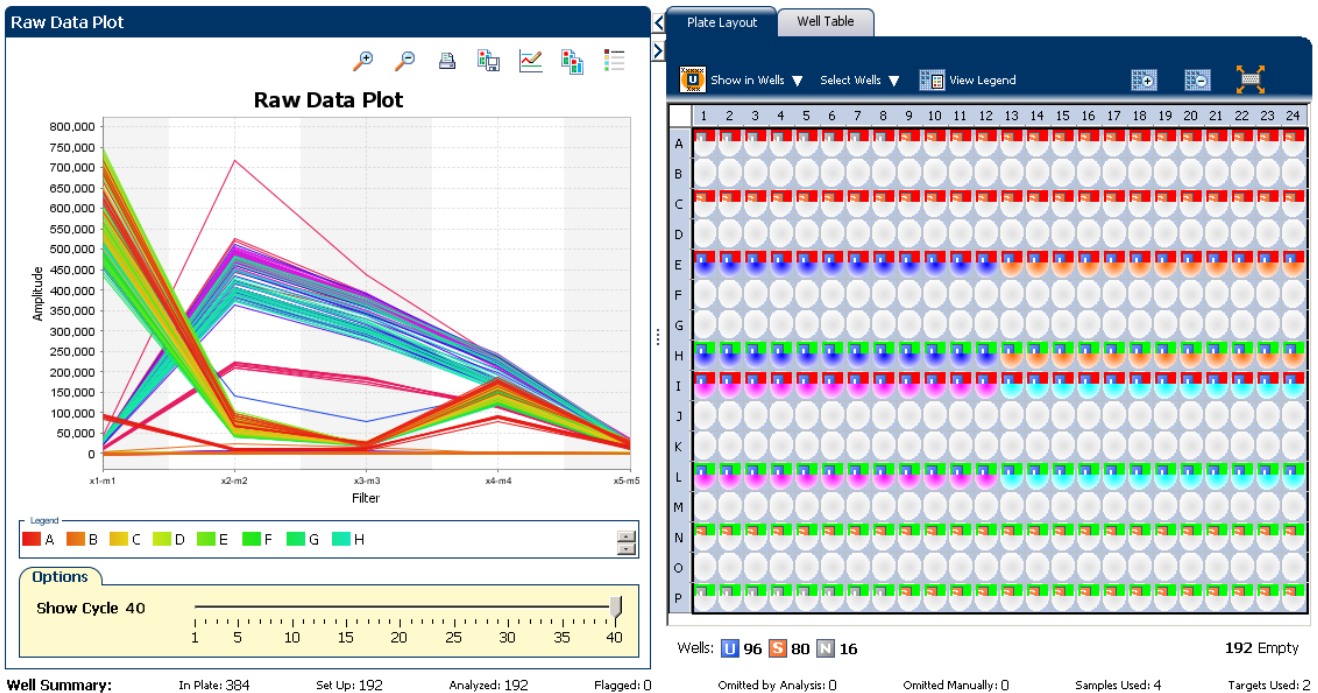 Raw Data Plot
Plate Layout
Well Table
Show in Wells ▼
Select Wells ▼
View Legend
Raw Data Plot
800,000
750,000
700,000
650,000
600,000
550,000
500,000
450,000
400,000
350,000
300,000
250,000
200,000
150,000
100,000
50,000
0
Amplitude
x1-m1 x2-m2 x3-m3 x4-m4 x5-m5
Filter
Legend
A B C D E F G H
Options
Show Cycle 40
1 5 10 15 20 25 30 35 40
1 2 3 4 5 6 7 8 9 10 11 12 13 14 15 16 17 18 19 20 21 22 23 24
A
B
C
D
E
F
G
H
I
J
K
L
M
N
O
P
Wells: U 96 S 80 N 16
192 Empty
Well Summary: In Plate: 384 Set Up: 192 Analyzed: 192 Flagged: 0 Omitted by Analysis: 0 Omitted Manually: 0 Samples Used: 4 Targets Used: 2